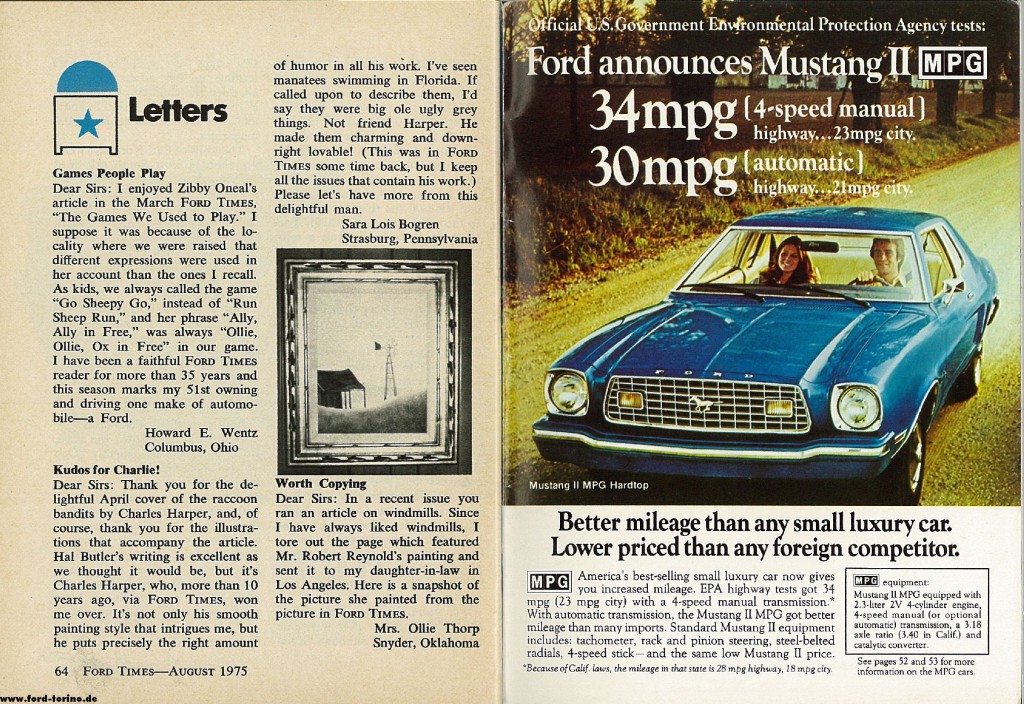 Letters
Games People Play
Dear Sirs: I enjoyed Zibby Oneal's
article in the March FORD TIMES,
"The Games We Used to Play." I
suppose it was because of the lo-
cality where we were raised that
different expressions were used in
her account than the ones I recall.
As kids, we always called the game
"Go Sheepy Go," instead of "Run
Sheep Run," and her phrase "Ally,
Ally in Free," was always "Ollie,
Ollie, Ox in Free" in our game.
I have been a faithful FORD TIMES
reader for more than 35 years and
this season marks my 51st owning
and driving one make of automo-
bile—a Ford.
Howard E. Wentz
Columbus, Ohio
Kudos for Charlie!
Dear Sirs: Thank you for the de-
lightful April cover of the raccoon
bandits by Charles Harper, and, of
course, thank you for the illustra-
tions that accompany the article.
Hal Butler's writing is excellent as
we thought it would be, but it's
Charles Harper, who, more than 10
years ago, via FORD TIMES, won
me over. It's not only his smooth
painting style that intrigues me, but
he puts precisely the right amount
of humor in all his work. I've seen
manatees swimming in Florida. If
called upon to describe them, I'd
say they were big ole ugly grey
things. Not friend Harper. He
made them charming and down-
right lovable! (This was in FORD
TIMES some time back, but I keep
all the issues that contain his work.)
Please let's have more from this
delightful man.
Sara Lois Bogren
Strasburg, Pennsylvania
Worth Copying
Dear Sirs: In a recent issue you
ran an article on windmills. Since
I have always liked windmills, I
tore out the page which featured
Mr. Robert Reynold's painting and
sent it to my daughter-in-law in
Los Angeles. Here is a snapshot of
the picture she painted from the
picture in FORD TIMES.
Mrs. Ollie Thorp
Snyder, Oklahoma
64 FORD TIMES—AUGUST 1975
www.ford-torino.de
Official U.S. Government Environmental Protection Agency tests:
Ford announces Mustang II MPG
34mpg (4-speed manual)
highway...23mpg city.
30mpg (automatic)
highway...21mpg city.
FORD
Mustang II MPG Hardtop
Better mileage than any small luxury car.
Lower priced than any foreign competitor.
MPG America's best-selling small luxury car now gives
you increased mileage. EPA highway tests got 34
mpg (23 mpg city) with a 4-speed manual transmission.*
With automatic transmission, the Mustang II MPG got better
mileage than many imports. Standard Mustang II equipment
includes: tachometer, rack and pinion steering, steel-belted
radials, 4-speed stick—and the same low Mustang II price.
*Because of Calif. laws, the mileage in that state is 28 mpg highway, 18 mpg city.
MPG equipment:
Mustang II MPG equipped with
2.3-liter 2V 4-cylinder engine,
4-speed manual (or optional
automatic) transmission, a 3.18
axle ratio (3.40 in Calif.) and
catalytic converter.
See pages 52 and 53 for more
information on the MPG cars.